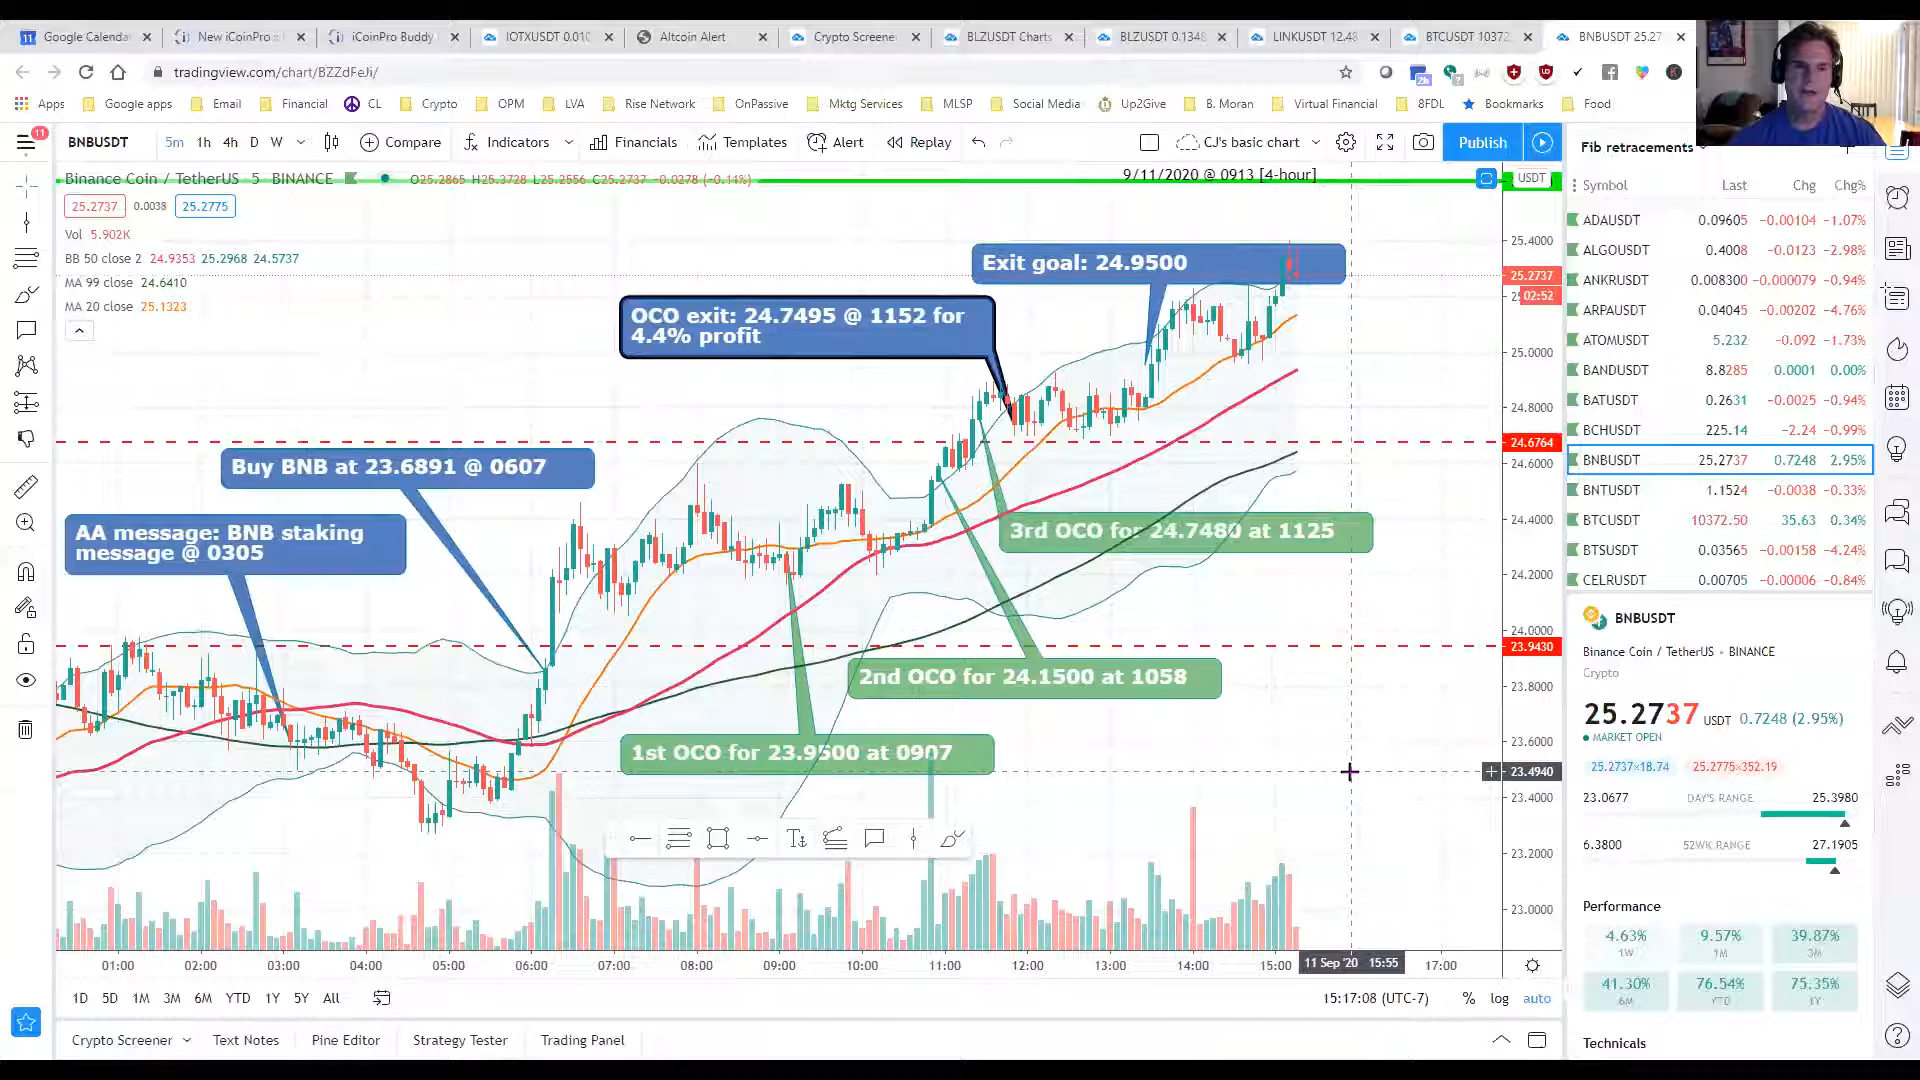 Google Calenda
New iCoinPro :
iCoinPro Buddy
IOTXUSDT 0.010
Altcoin Alert
Crypto Screene
BLZUSDT Charts
BLZUSDT 0.1348
LINKUSDT 12.48
BTCUSDT 10372
BNBUSDT 25.27
tradingview.com/chart/BZZdFeJi/
Apps
Google apps
Email
Financial
CL
Crypto
OPM
LVA
Rise Network
OnPassive
Mktg Services
MLSP
Social Media
Up2Give
B. Moran
Virtual Financial
8FDL
Bookmarks
Food
11
BNBUSDT
5m 1h 4h D W
Compare
Indicators
Financials
Templates
Alert
Replay
CJ's basic chart
Publish
Fib retracements
Binance Coin / TetherUS 5 BINANCE
O25.2865 H25.3728 L25.2556 C25.2737 -0.0278 (-0.11%)
9/11/2020 @ 0913 [4-hour]
USDT
25.2737 0.0038 25.2775
Vol 5.902K
BB 50 close 2 24.9353 25.2968 24.5737
MA 99 close 24.6410
MA 20 close 25.1323
Exit goal: 24.9500
OCO exit: 24.7495 @ 1152 for
4.4% profit
Buy BNB at 23.6891 @ 0607
AA message: BNB staking
message @ 0305
3rd OCO for 24.7480 at 1125
2nd OCO for 24.1500 at 1058
1st OCO for 23.9500 at 0907
25.4000
25.2737
02:52
25.0000
24.8000
24.6764
24.6000
24.4000
24.2000
24.0000
23.9430
23.8000
23.6000
23.4940
23.4000
23.2000
23.0000
01:00 02:00 03:00 04:00 05:00 06:00 07:00 08:00 09:00 10:00 11:00 12:00 13:00 14:00 15:00 11 Sep '20 15:55 17:00
1D 5D 1M 3M 6M YTD 1Y 5Y All
15:17:08 (UTC-7) % log auto
Crypto Screener
Text Notes
Pine Editor
Strategy Tester
Trading Panel
Symbol Last Chg Chg%
ADAUSDT 0.09605 -0.00104 -1.07%
ALGOUSDT 0.4008 -0.0123 -2.98%
ANKRUSDT 0.008300 -0.000079 -0.94%
ARPAUSDT 0.04045 -0.00202 -4.76%
ATOMUSDT 5.232 -0.092 -1.73%
BANDUSDT 8.8285 0.0001 0.00%
BATUSDT 0.2631 -0.0025 -0.94%
BCHUSDT 225.14 -2.24 -0.99%
BNBUSDT 25.2737 0.7248 2.95%
BNTUSDT 1.1524 -0.0038 -0.33%
BTCUSDT 10372.50 35.63 0.34%
BTSUSDT 0.03565 -0.00158 -4.24%
CELRUSDT 0.00705 -0.00006 -0.84%
BNBUSDT
Binance Coin / TetherUS • BINANCE
Crypto
25.2737 USDT 0.7248 (2.95%)
MARKET OPEN
25.2737×18.74 25.2775×352.19
23.0677 DAY'S RANGE 25.3980
6.3800 52WK RANGE 27.1905
Performance
4.63% 9.57% 39.87%
1W 1M 3M
41.30% 76.54% 75.35%
6M YTD 1Y
Technicals